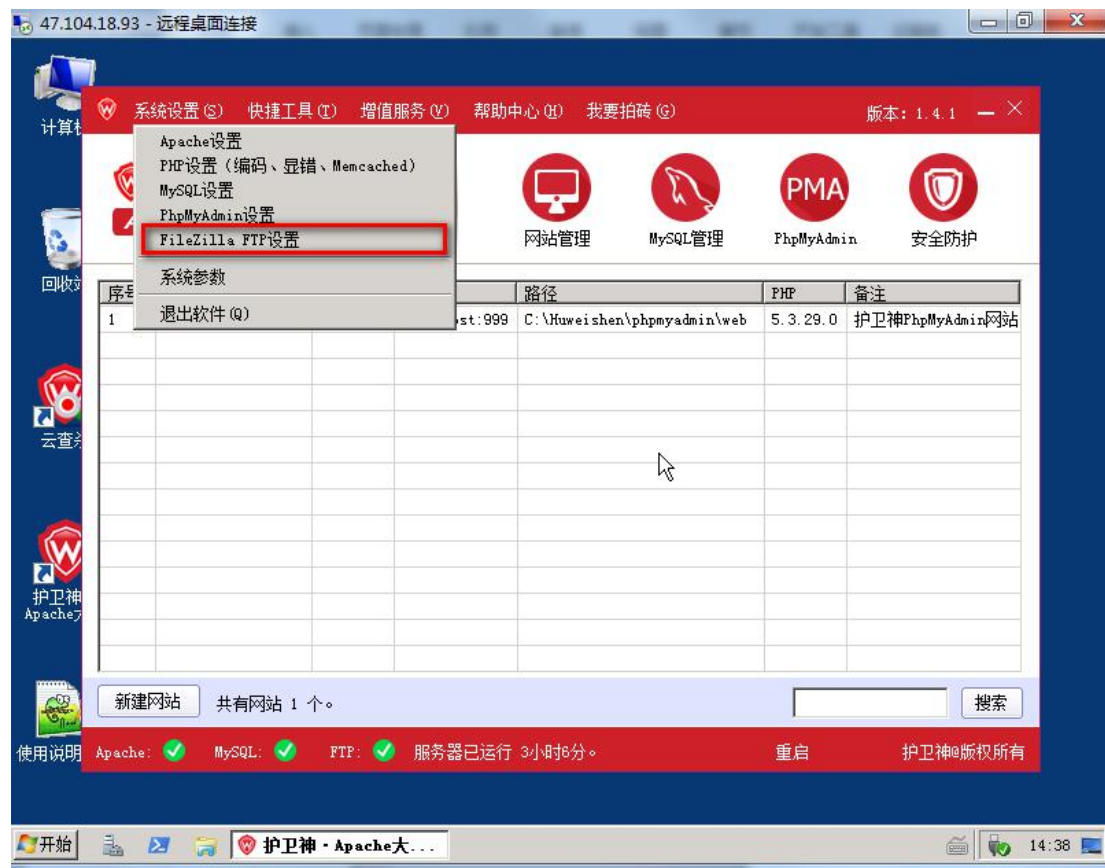 47.104.18.93 - 远程桌面连接
系统设置(S) 快捷工具(T) 增值服务(V) 帮助中心(H) 我要拍砖(G) 版本: 1.4.1
Apache设置
PHP设置（编码、显错、Memcached）
MySQL设置
PhpMyAdmin设置
FileZilla FTP设置
系统参数
退出软件(Q)
PMA
网站管理 MySQL管理 PhpMyAdmin 安全防护
序号 路径 PHP 备注
1 st:999 C:\Huweishen\phpmyadmin\web 5.3.29.0 护卫神PhpMyAdmin网站
新建网站 共有网站 1 个。 搜索
Apache: MySQL: FTP: 服务器已运行 3小时6分。 重启 护卫神@版权所有
计算机
回收站
云查杀
护卫神
Apache大
使用说明
开始 护卫神·Apache大... 14:38